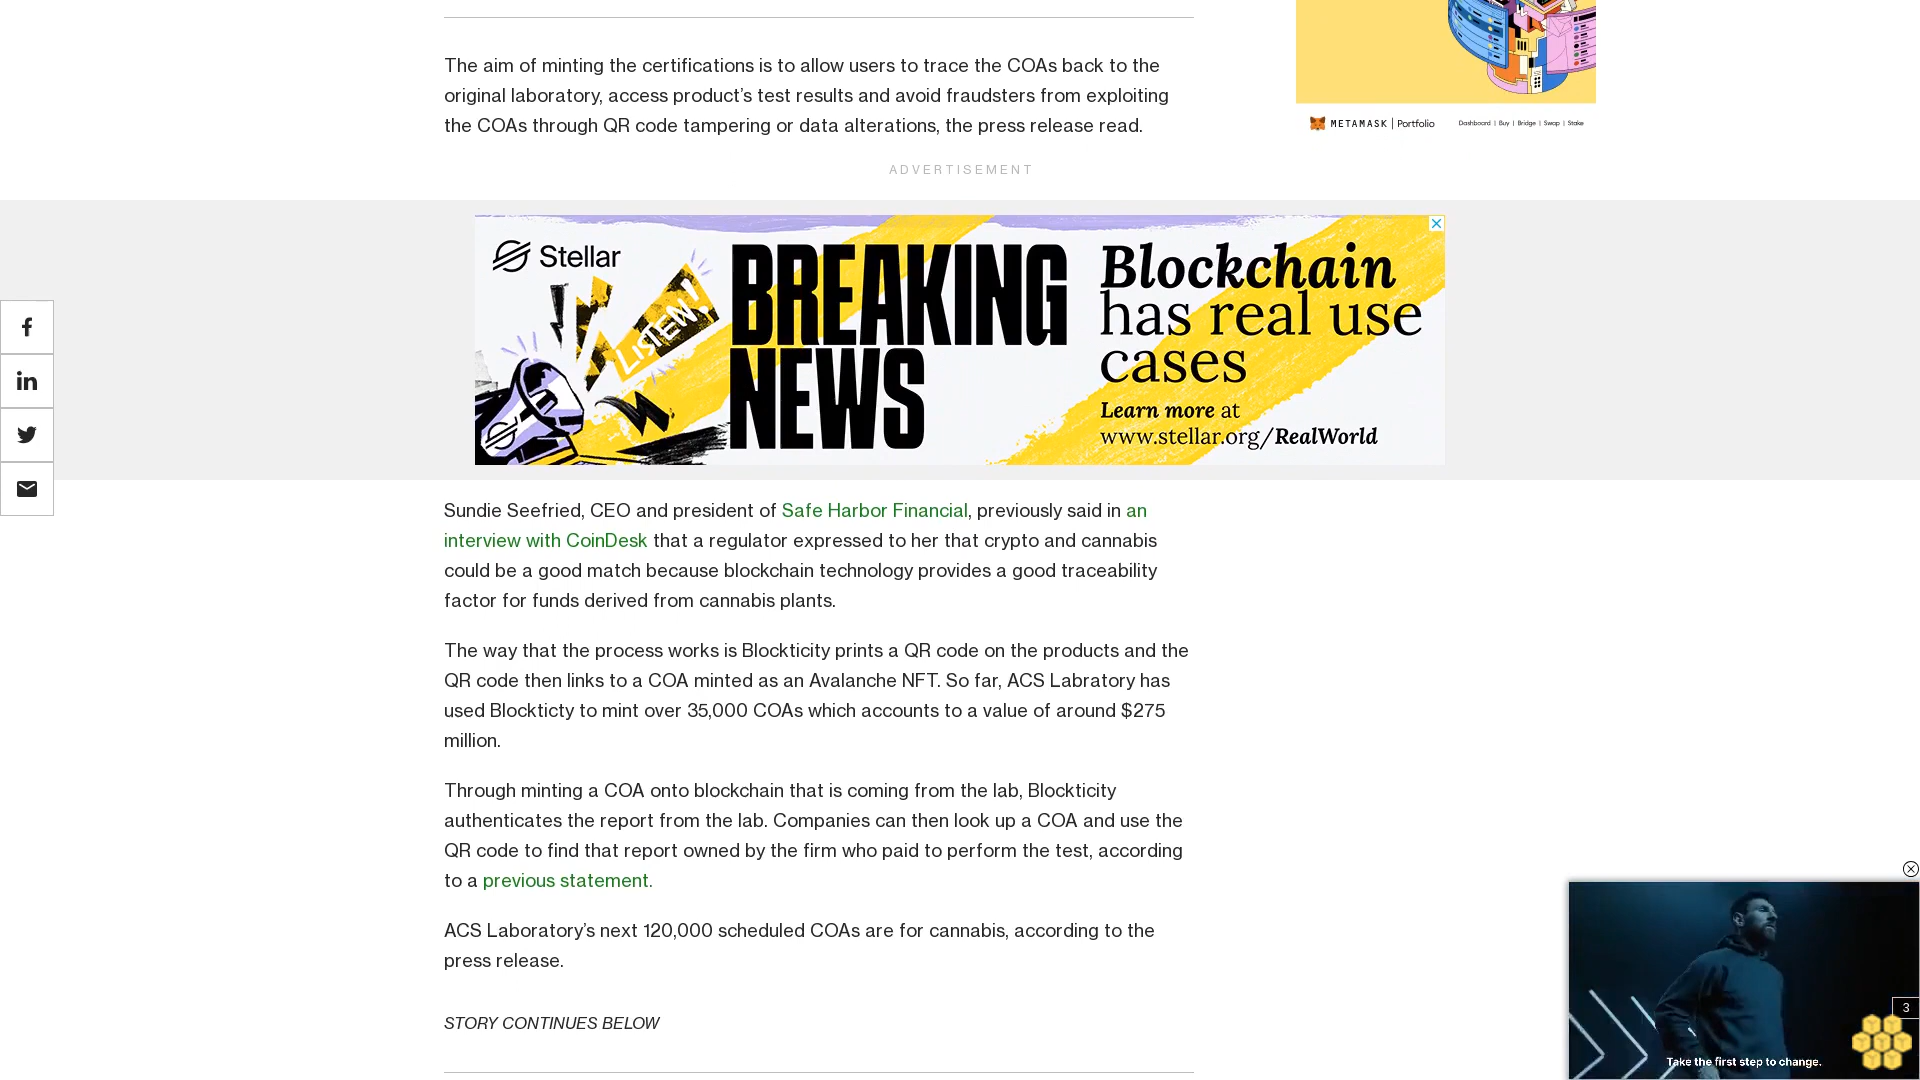 The aim of minting the certifications is to allow users to trace the COAs back to the
original laboratory, access product’s test results and avoid fraudsters from exploiting
the COAs through QR code tampering or data alterations, the press release read.
METAMASK | Portfolio
Dashboard | Buy | Bridge | Swap | Stake
ADVERTISEMENT
Stellar
LISTEN!
BREAKING
NEWS
Blockchain
has real use
cases
Learn more at
www.stellar.org/RealWorld
Sundie Seefried, CEO and president of Safe Harbor Financial, previously said in an
interview with CoinDesk that a regulator expressed to her that crypto and cannabis
could be a good match because blockchain technology provides a good traceability
factor for funds derived from cannabis plants.
The way that the process works is Blockticity prints a QR code on the products and the
QR code then links to a COA minted as an Avalanche NFT. So far, ACS Labratory has
used Blockticty to mint over 35,000 COAs which accounts to a value of around $275
million.
Through minting a COA onto blockchain that is coming from the lab, Blockticity
authenticates the report from the lab. Companies can then look up a COA and use the
QR code to find that report owned by the firm who paid to perform the test, according
to a previous statement.
ACS Laboratory’s next 120,000 scheduled COAs are for cannabis, according to the
press release.
STORY CONTINUES BELOW
3
Take the first step to change.